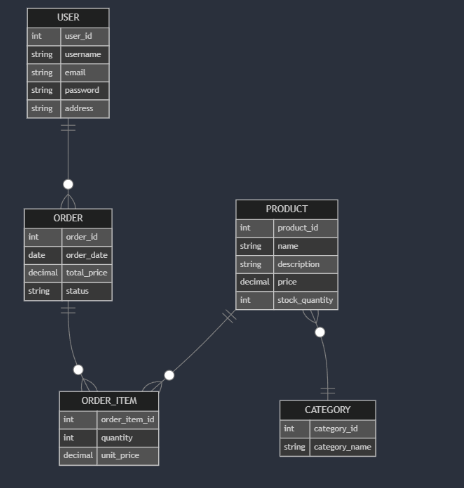 USER
int user_id
string username
string email
string password
string address
ORDER
int order_id
date order_date
decimal total_price
string status
PRODUCT
int product_id
string name
string description
decimal price
int stock_quantity
ORDER_ITEM
int order_item_id
int quantity
decimal unit_price
CATEGORY
int category_id
string category_name